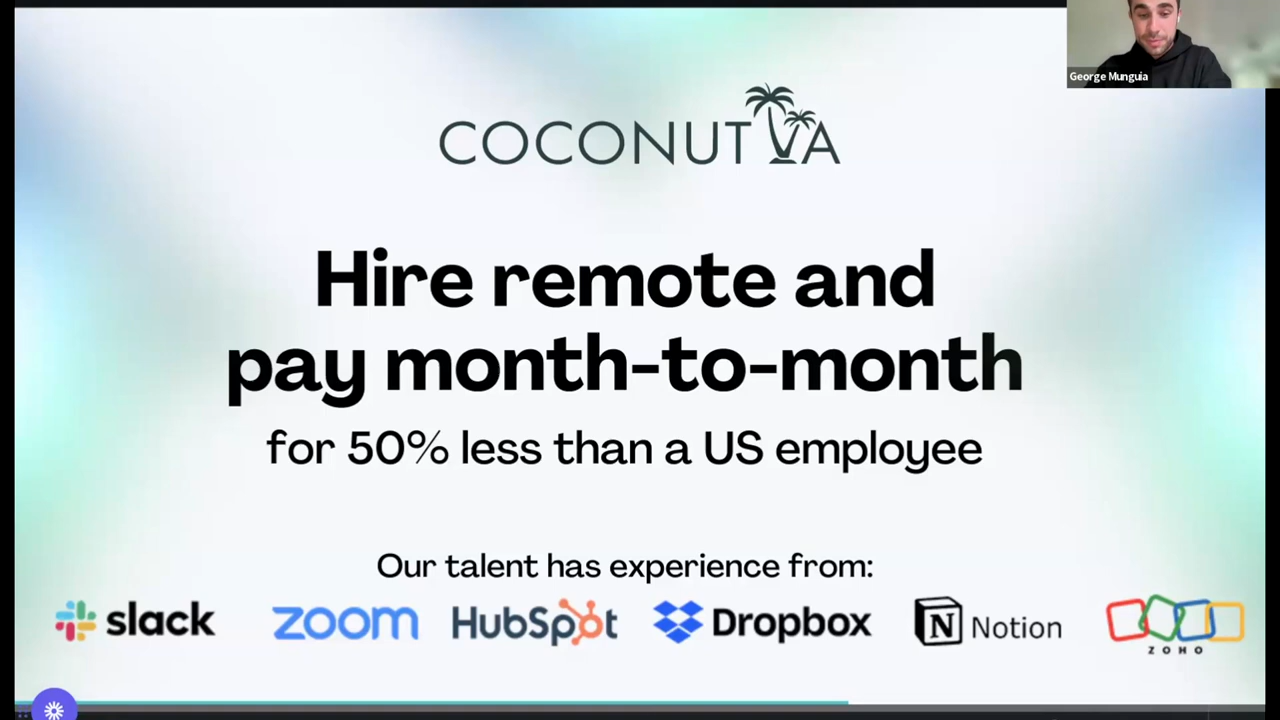 George Munguia
COCONUT VA
Hire remote and
pay month-to-month
for 50% less than a US employee
Our talent has experience from:
slack zoom HubSpot Dropbox Notion ZOHO